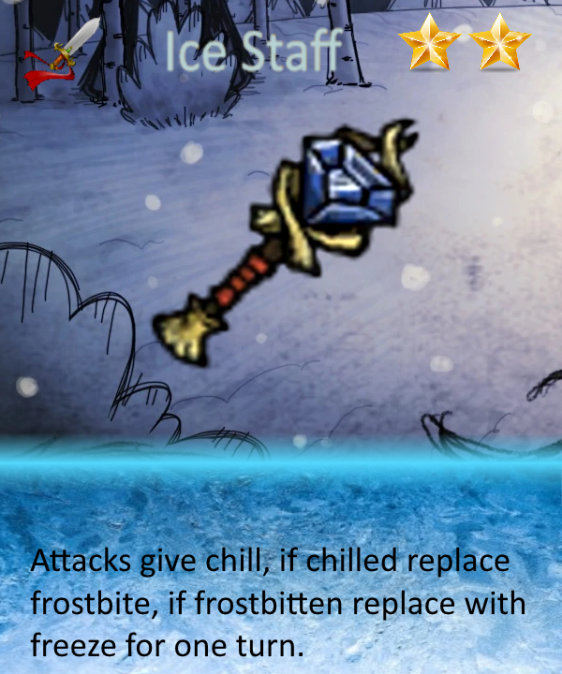 Ice Staff
Attacks give chill, if chilled replace
frostbite, if frostbitten replace with
freeze for one turn.